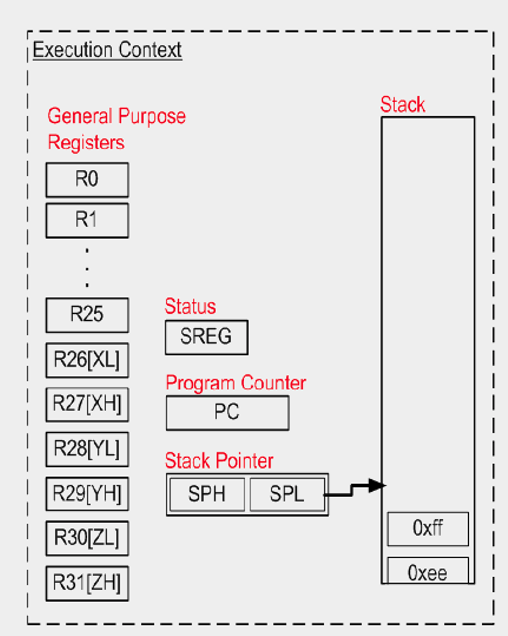 Execution Context
General Purpose
Registers
R0
R1
R25
R26[XL]
R27[XH]
R28[YL]
R29[YH]
R30[ZL]
R31[ZH]
Status
SREG
Program Counter
PC
Stack Pointer
SPH SPL
Stack
0xff
0xee